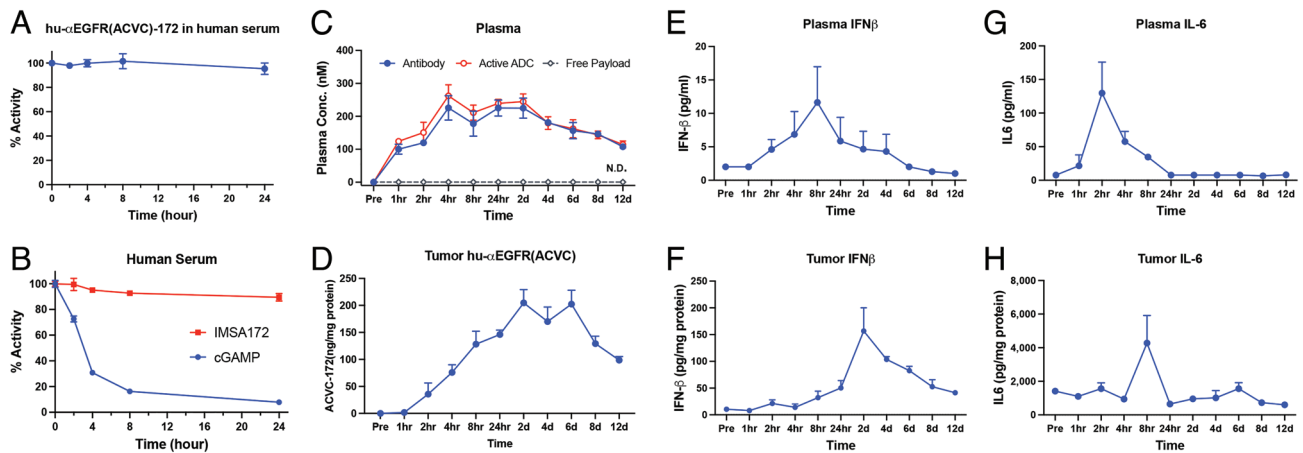 A
hu-αEGFR(ACVC)-172 in human serum
% Activity
120
100
80
60
40
20
0
0 4 8 12 16 20 24
Time (hour)
B
Human Serum
% Activity
100
80
60
40
20
0
IMSA172
cGAMP
0 4 8 12 16 20 24
Time (hour)
C
Plasma
Plasma Conc. (nM)
400
300
200
100
0
Antibody Active ADC Free Payload
N.D.
Pre 1hr 2hr 4hr 8hr 24hr 2d 4d 6d 8d 12d
Time
D
Tumor hu-αEGFR(ACVC)
ACVC-172(ng/mg protein)
250
200
150
100
50
0
Pre 1hr 2hr 4hr 8hr 24hr 2d 4d 6d 8d 12d
Time
E
Plasma IFNβ
IFN-β (pg/ml)
20
15
10
5
0
Pre 1hr 2hr 4hr 8hr 24hr 2d 4d 6d 8d 12d
Time
F
Tumor IFNβ
IFN-β (pg/mg protein)
250
200
150
100
50
0
Pre 1hr 2hr 4hr 8hr 24hr 2d 4d 6d 8d 12d
Time
G
Plasma IL-6
IL6 (pg/ml)
200
150
100
50
0
Pre 1hr 2hr 4hr 8hr 24hr 2d 4d 6d 8d 12d
Time
H
Tumor IL-6
IL6 (pg/mg protein)
8,000
6,000
4,000
2,000
0
Pre 1hr 2hr 4hr 8hr 24hr 2d 4d 6d 8d 12d
Time